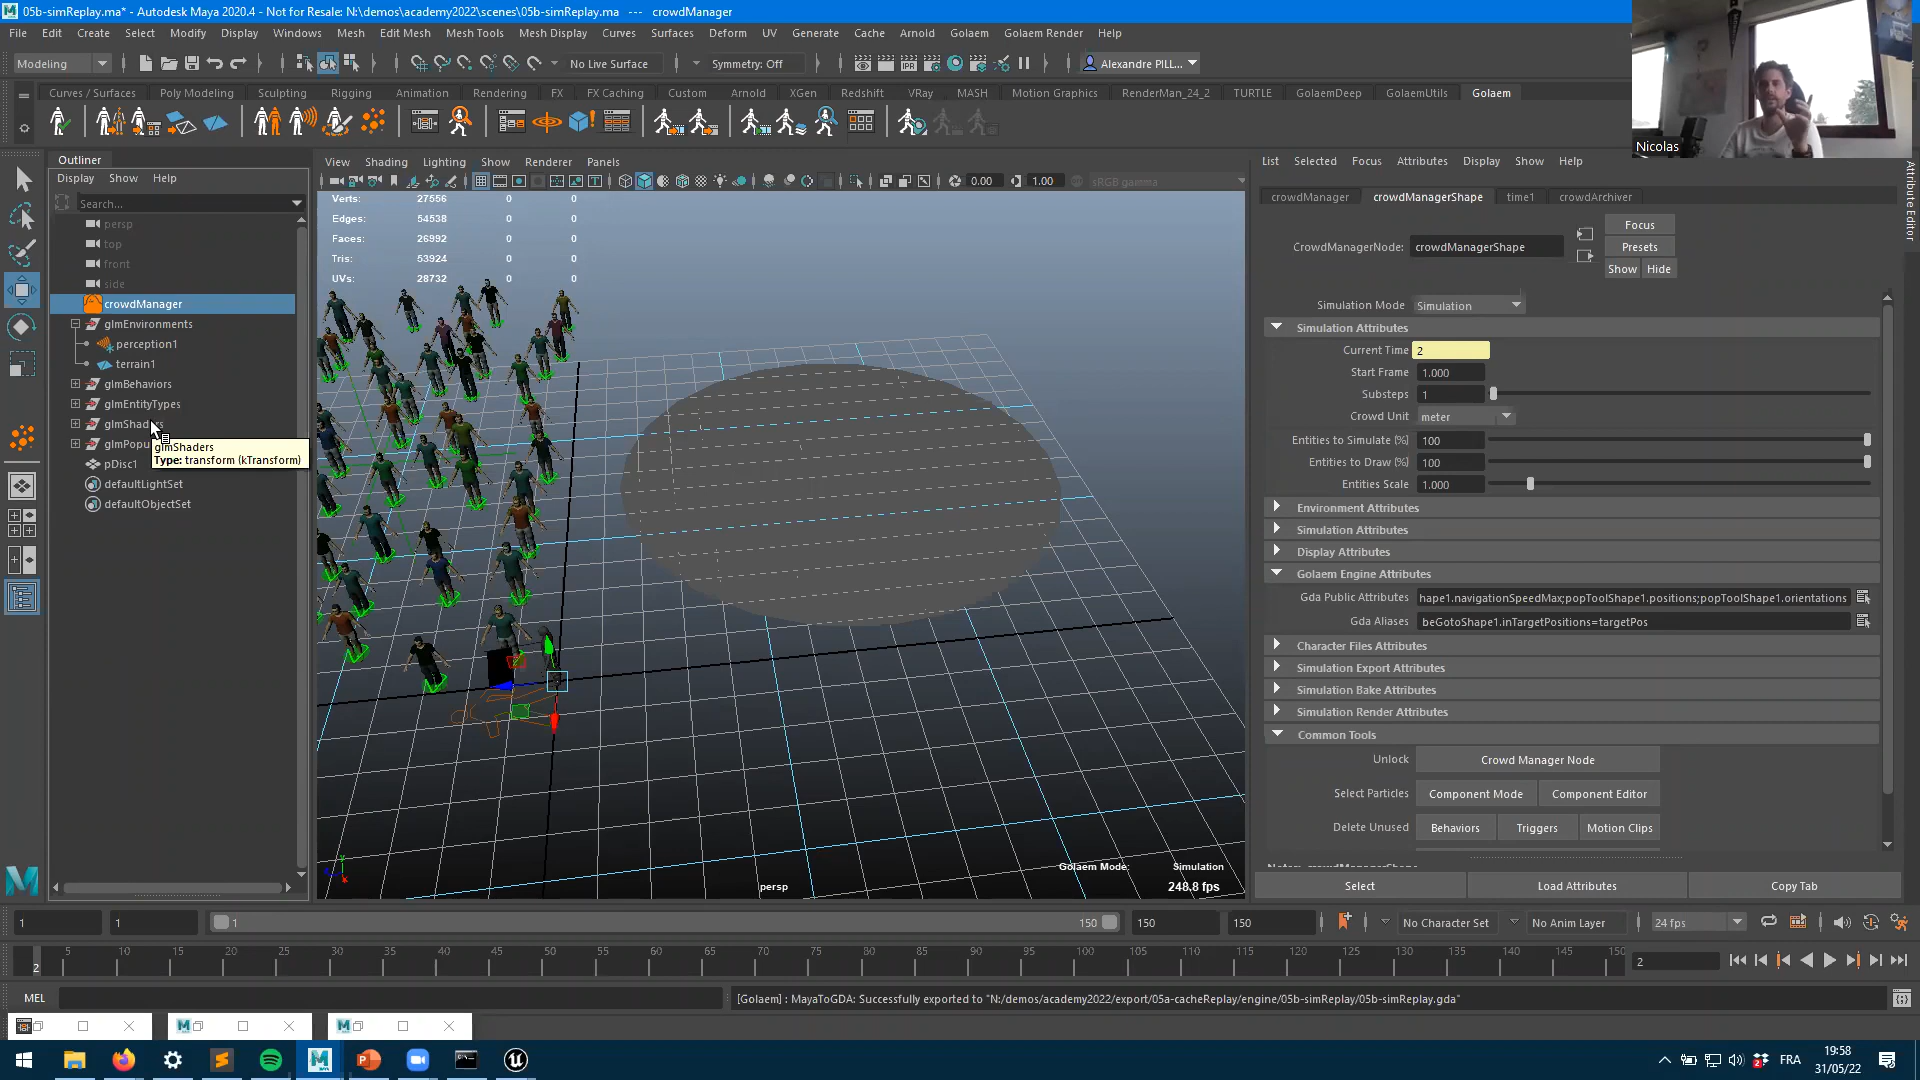 05b-simReplay.ma* - Autodesk Maya 2020.4 - Not for Resale: N:\demos\academy2022\scenes\05b-simReplay.ma --- crowdManager
File Edit Create Select Modify Display Windows Mesh Edit Mesh Mesh Tools Mesh Display Curves Surfaces Deform UV Generate Cache Arnold Golaem Golaem Render Help
Modeling No Live Surface Symmetry: Off Alexandre PILL...
Curves / Surfaces Poly Modeling Sculpting Rigging Animation Rendering FX FX Caching Custom Arnold XGen Redshift VRay MASH Motion Graphics RenderMan_24_2 TURTLE GolaemDeep GolaemUtils Golaem
IPR
Nicolas
Outliner
Display Show Help
Search...
persp
top
front
side
crowdManager
glmEnvironments
perception1
terrain1
glmBehaviors
glmEntityTypes
glmShaders
glmPopu
pDisc1
defaultLightSet
defaultObjectSet
glmShaders
Type: transform (kTransform)
View Shading Lighting Show Renderer Panels
0.00 1.00 sRGB gamma
Verts: 27556 0 0
Edges: 54538 0 0
Faces: 26992 0 0
Tris: 53924 0 0
UVs: 28732 0 0
Golaem Mode: Simulation
persp 248.8 fps
List Selected Focus Attributes Display Show Help
crowdManager crowdManagerShape time1 crowdArchiver
Attribute Editor
CrowdManagerNode: crowdManagerShape
Focus
Presets
Show Hide
Simulation Mode Simulation
Simulation Attributes
Current Time 2
Start Frame 1.000
Substeps 1
Crowd Unit meter
Entities to Simulate (%) 100
Entities to Draw (%) 100
Entities Scale 1.000
Environment Attributes
Simulation Attributes
Display Attributes
Golaem Engine Attributes
Gda Public Attributes hape1.navigationSpeedMax;popToolShape1.positions;popToolShape1.orientations
Gda Aliases beGotoShape1.inTargetPositions=targetPos
Character Files Attributes
Simulation Export Attributes
Simulation Bake Attributes
Simulation Render Attributes
Common Tools
Unlock Crowd Manager Node
Select Particles Component Mode Component Editor
Delete Unused Behaviors Triggers Motion Clips
Select Load Attributes Copy Tab
1 1 1 150 150 150 No Character Set No Anim Layer 24 fps
2 5 10 15 20 25 30 35 40 45 50 55 60 65 70 75 80 85 90 95 100 105 110 115 120 125 130 135 140 145 150 2
MEL [Golaem] : MayaToGDA: Successfully exported to "N:/demos/academy2022/export/05a-cacheReplay/engine/05b-simReplay/05b-simReplay.gda"
FRA
19:58
31/05/22